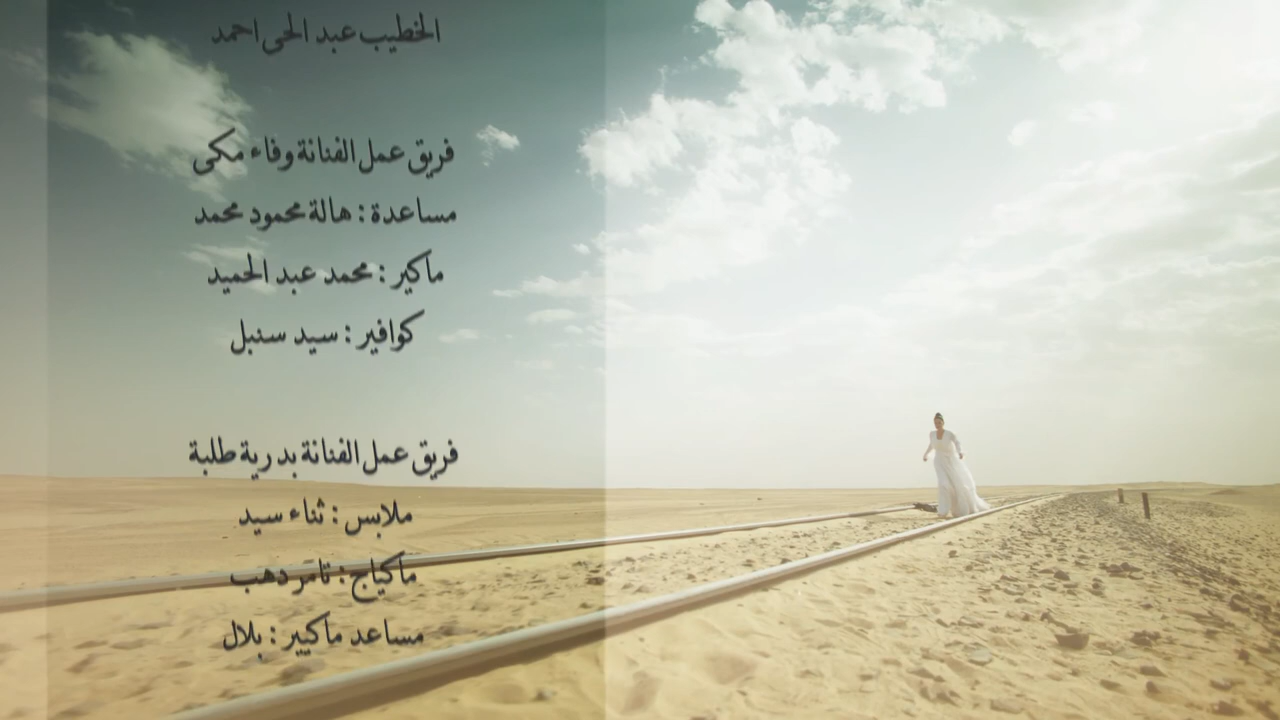 الخطيب عبد الحى احمد
فريق عمل الفنانة وفاء مكى
مساعدة : هالة محمود محمد
ماكير : محمد عبد الحميد
كوافير : سيد سنبل
فريق عمل الفنانة بدرية طلبة
ملابس : ثناء سيد
ماكياج : تامر دهب
مساعد ماكيير : بلال